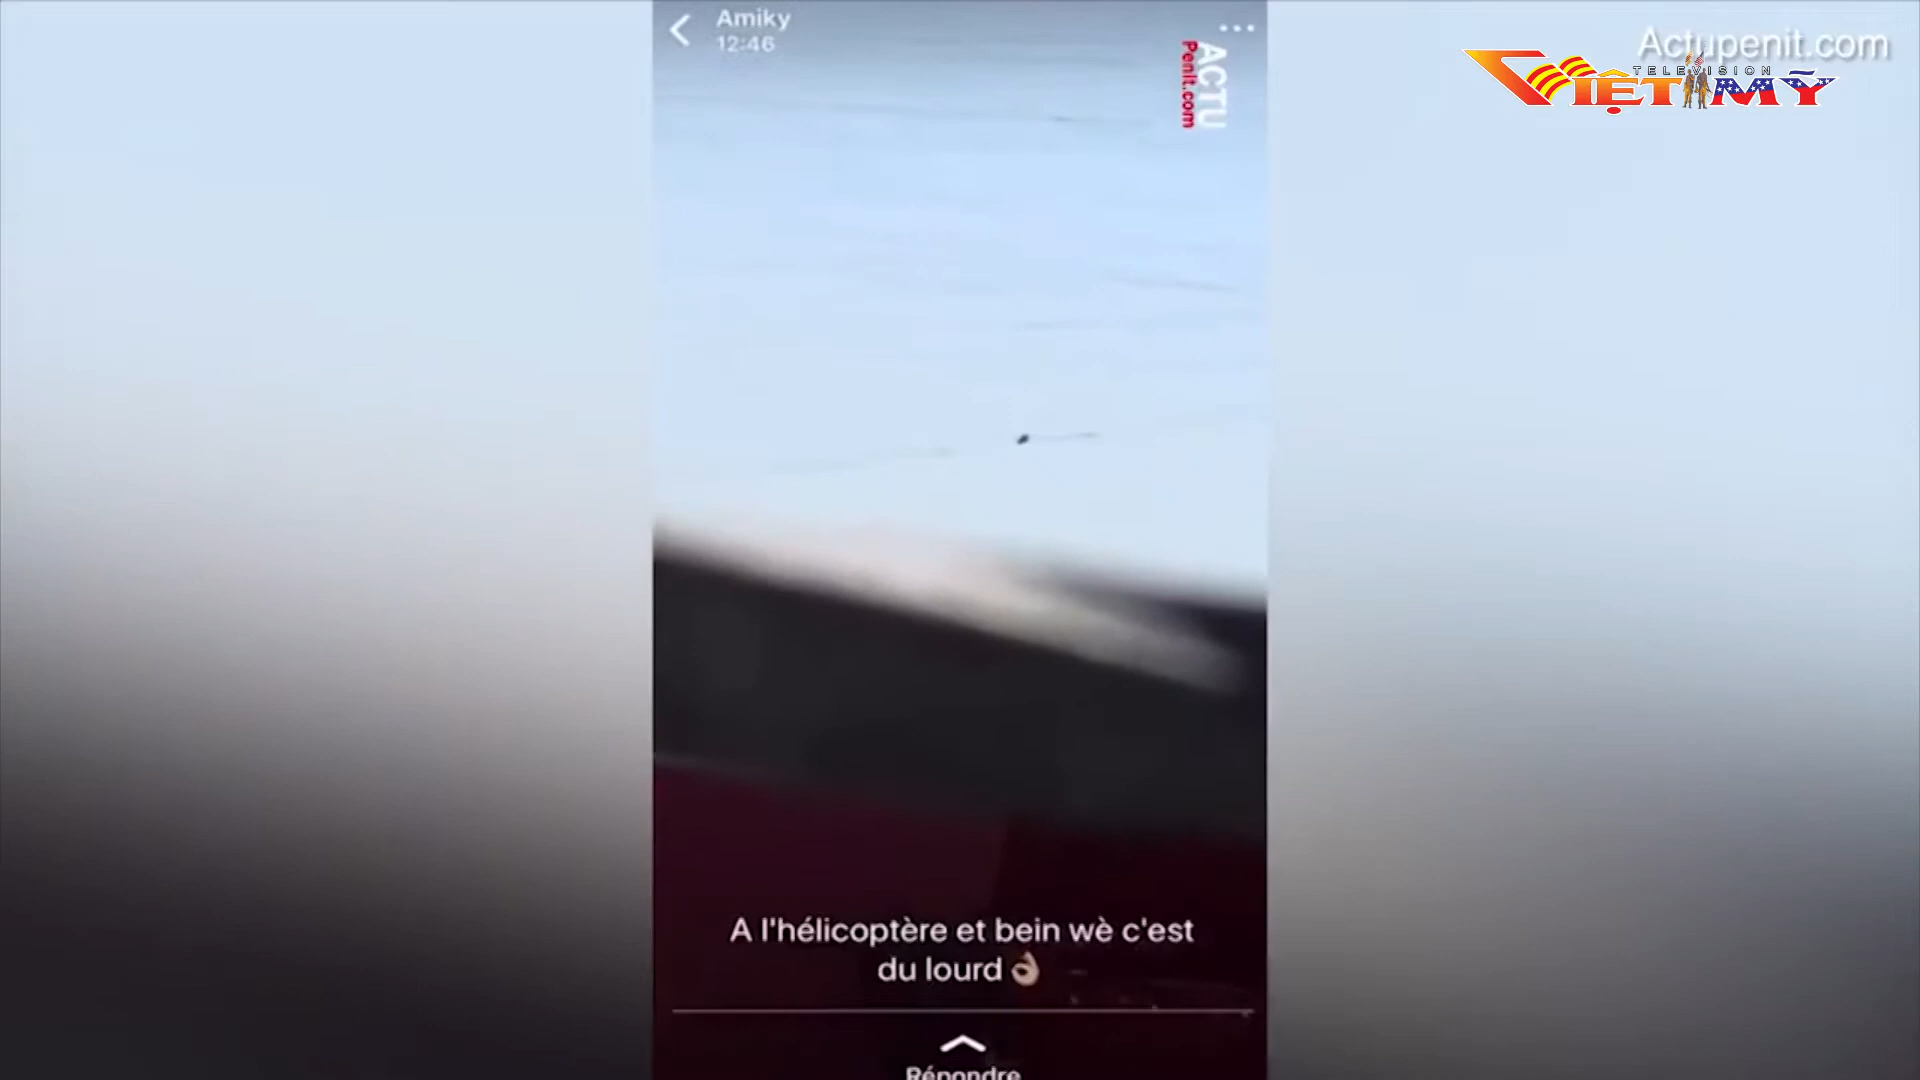 Amiky
12:46
ACTU
Penit.com
Actupenit.com
TELEVISION
VIỆT MỸ
A l'hélicoptère et bein wè c'est
du lourd👌🏼
Répondre